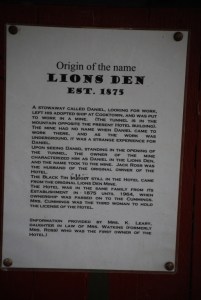 Origin of the name
LIONS DEN
EST. 1875
A stowaway called Daniel, looking for work,
left his adopted ship at Cooktown, and was put
to work in a mine. (The tunnel is in the
mountain opposite the present Hotel building)
The mine had no name when Daniel came to
work there, and as the work was
underground, it was a strange experience for
Daniel.
Upon seeing Daniel standing in the opening of
the tunnel, the owner of the mine
characterized him as Daniel in the Lions Den,
and the name took to the mine. Jack Ross was
the husband of the original owner of the
Hotel.
The Black Tin still in the Hotel came
from the original Lions Den Mine.
The Hotel was in the same family from its
establishment in 1875 until 1964, when
ownership was passed on to the Cummings.
Mrs. Cummings was the third woman to hold
the license of the Hotel.
(Information provided by Mrs. R. Leary,
daughter in law of Mrs. Watkins (formerly
Mrs. Ross) who was the first owner of the
Hotel.)